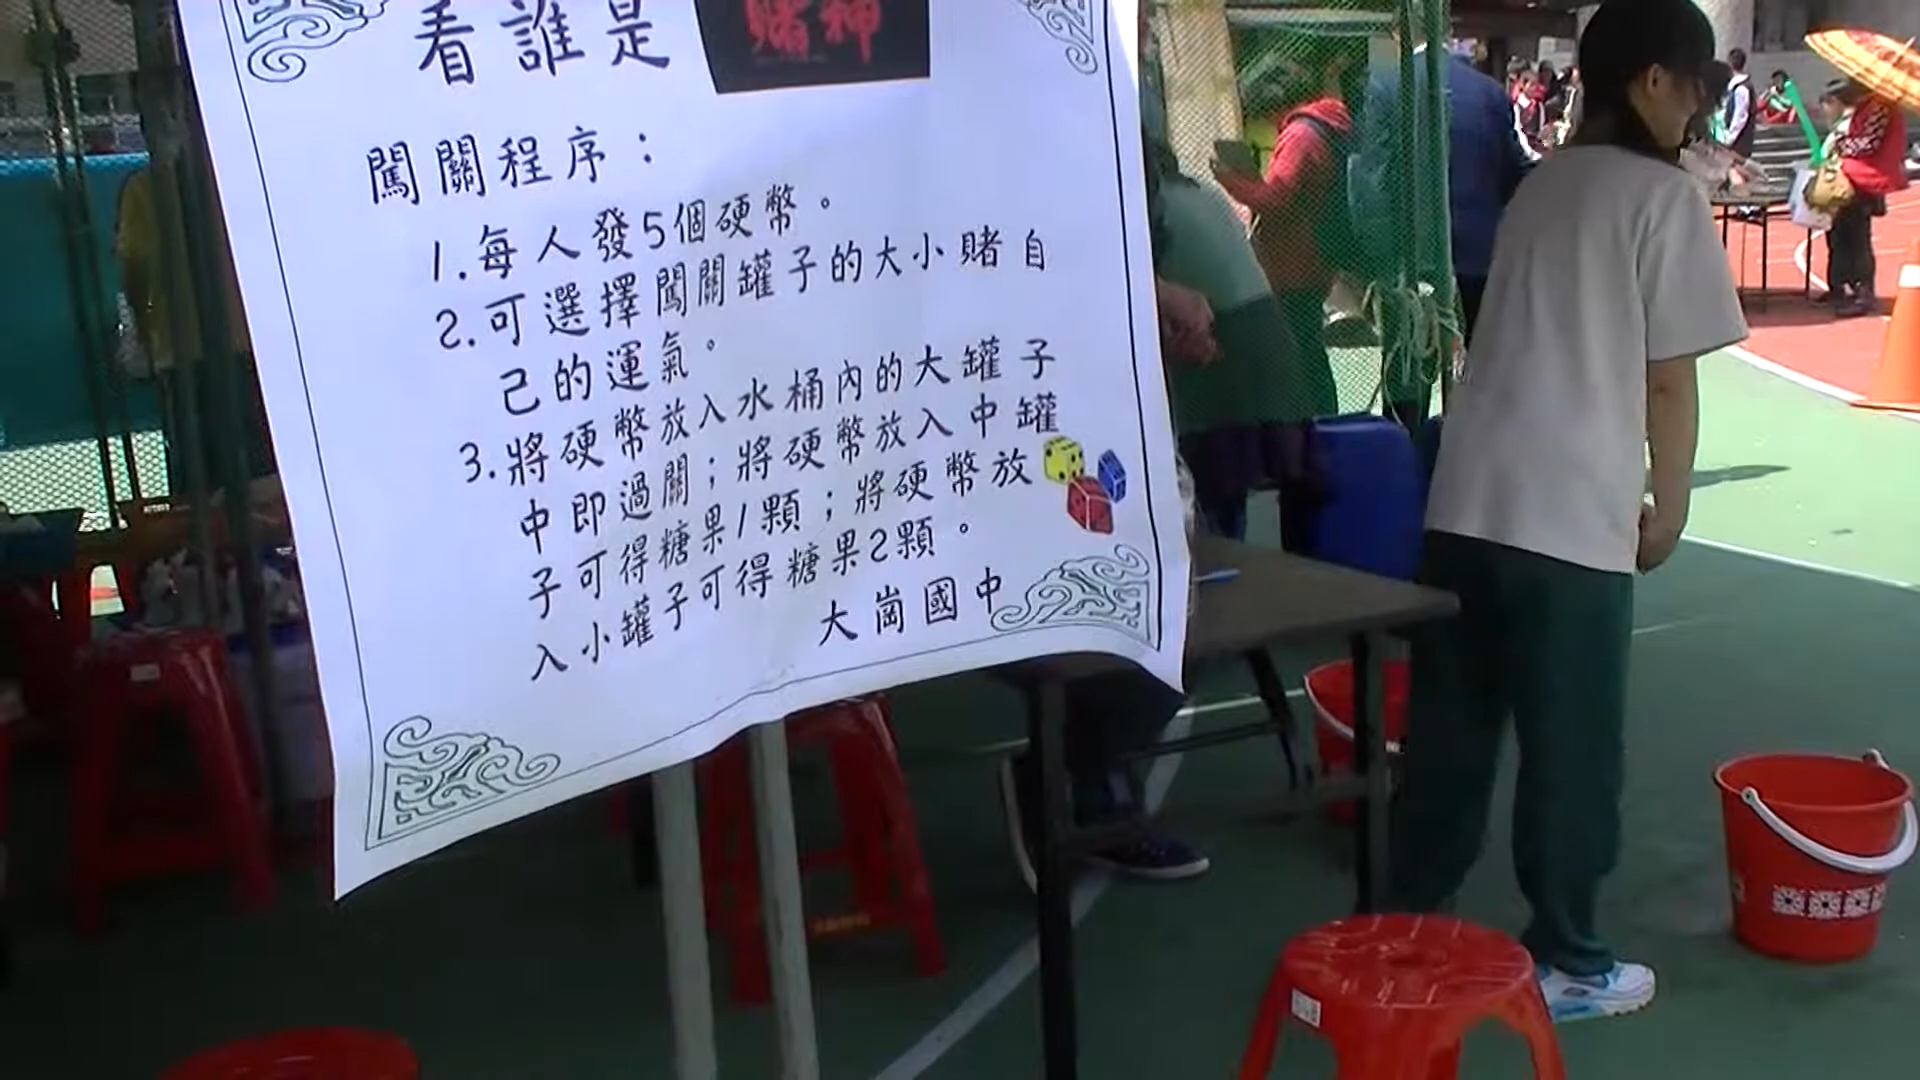 看誰是
賭神
闖關程序：
1.每人發5個硬幣。
2.可選擇闖關罐子的大小賭自
己的運氣。
3.將硬幣放入水桶內的大罐子
中即過關；將硬幣放入中罐
子可得糖果1顆；將硬幣放
入小罐子可得糖果2顆。
大崗國中